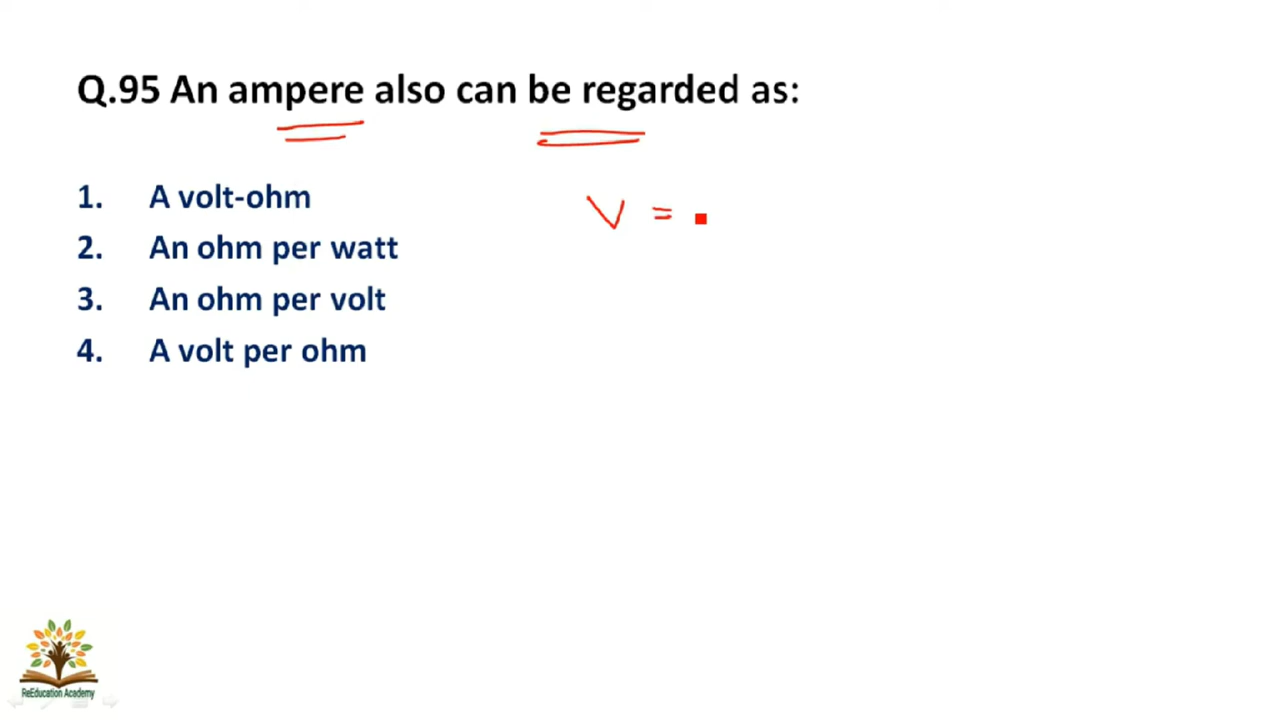 Q.95 An ampere also can be regarded as:
1. A volt-ohm
V =
2. An ohm per watt
3. An ohm per volt
4. A volt per ohm
ReEducation Academy